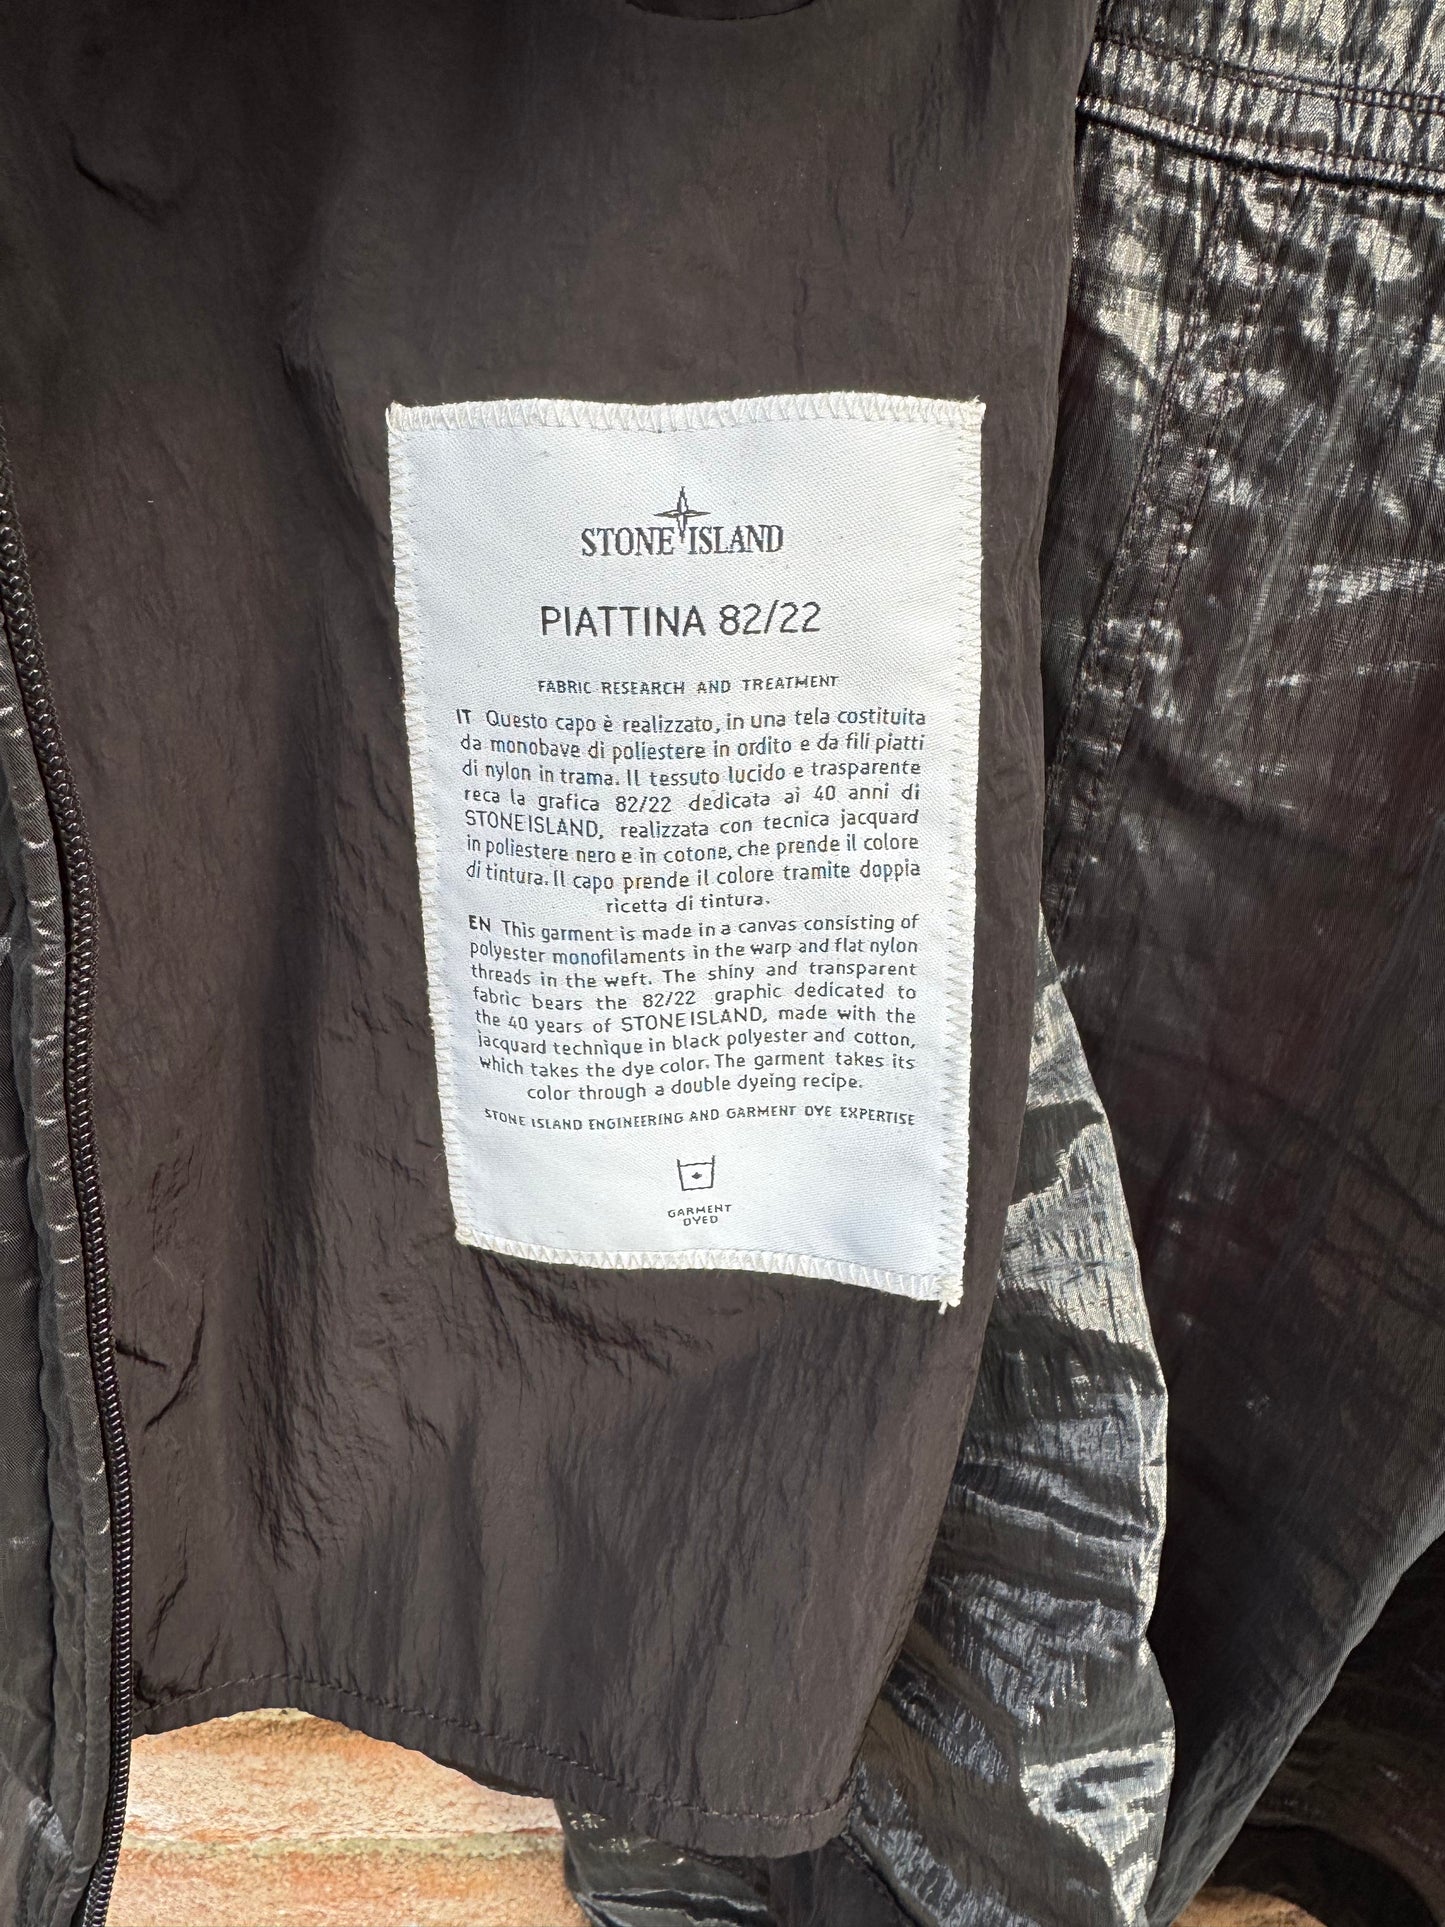 STONE ISLAND
PIATTINA 82/22
FABRIC RESEARCH AND TREATMENT
IT Questo capo è realizzato, in una tela costituita
da monobave di poliestere in ordito e da fili piatti
di nylon in trama. Il tessuto lucido e trasparente
reca la grafica 82/22 dedicata ai 40 anni di
STONE ISLAND, realizzata con tecnica jacquard
in poliestere nero e in cotone, che prende il colore
di tintura. Il capo prende il colore tramite doppia
ricetta di tintura.
EN This garment is made in a canvas consisting of
polyester monofilaments in the warp and flat nylon
threads in the weft. The shiny and transparent
fabric bears the 82/22 graphic dedicated to
the 40 years of STONE ISLAND, made with the
jacquard technique in black polyester and cotton,
which takes the dye color. The garment takes its
color through a double dyeing recipe.
STONE ISLAND ENGINEERING AND GARMENT DYE EXPERTISE
GARMENT
DYED